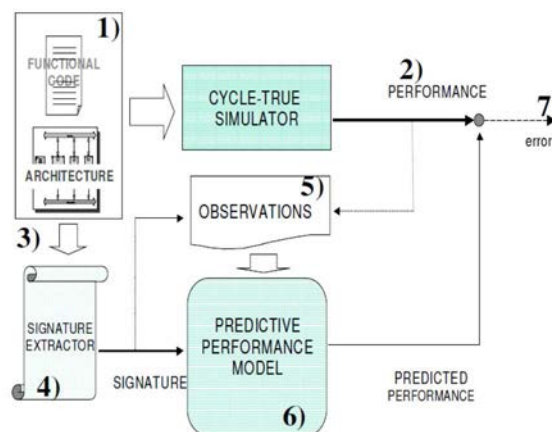 1)
FUNCTIONAL
CODE
ARCHITECTURE
CYCLE-TRUE
SIMULATOR
2)
PERFORMANCE
7
error
3)
5)
OBSERVATIONS
SIGNATURE
EXTRACTOR
4)
SIGNATURE
PREDICTIVE
PERFORMANCE
MODEL
6)
PREDICTED
PERFORMANCE